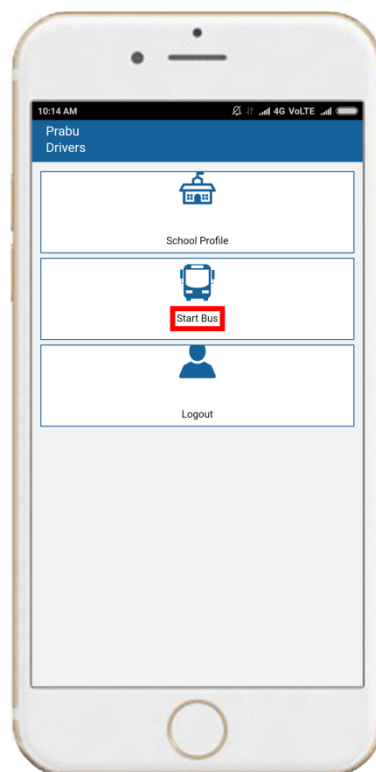 10:14 AM 4G VoLTE
Prabu
Drivers
School Profile
Start Bus
Logout